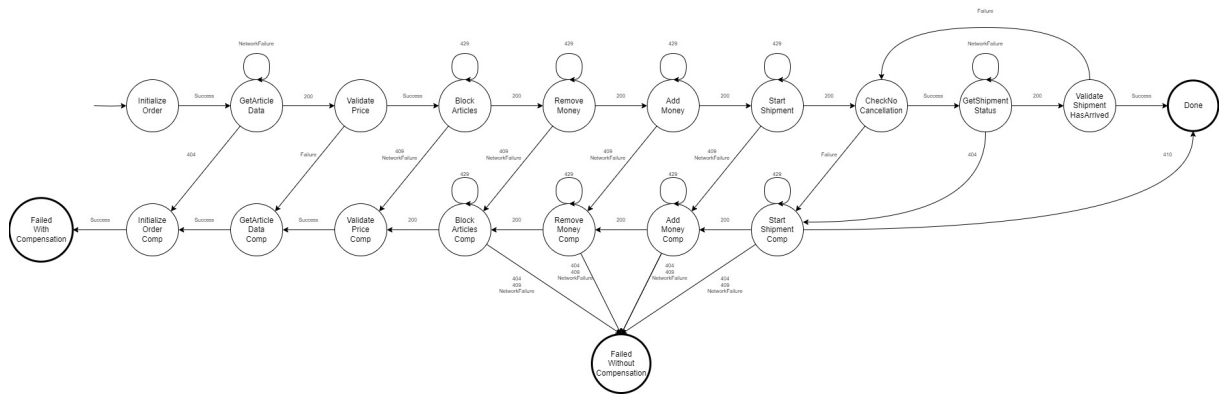 Failure
NetworkFailure
429
429
429
429
NetworkFailure
Initialize
Order
Success
GetArticle
Data
200
Validate
Price
Success
Block
Articles
200
Remove
Money
200
Add
Money
200
Start
Shipment
200
CheckNo
Cancellation
Success
GetShipment
Status
200
Validate
Shipment
HasArrived
Success
Done
404
Failure
409
NetworkFailure
409
NetworkFailure
409
NetworkFailure
409
NetworkFailure
Failure
404
410
429
429
429
429
Failed
With
Compensation
Success
Initialize
Order
Comp
Success
GetArticle
Data
Comp
Success
Validate
Price
Comp
200
Block
Articles
Comp
200
Remove
Money
Comp
200
Add
Money
Comp
200
Start
Shipment
Comp
404
409
NetworkFailure
404
409
NetworkFailure
404
409
NetworkFailure
404
409
NetworkFailure
Failed
Without
Compensation